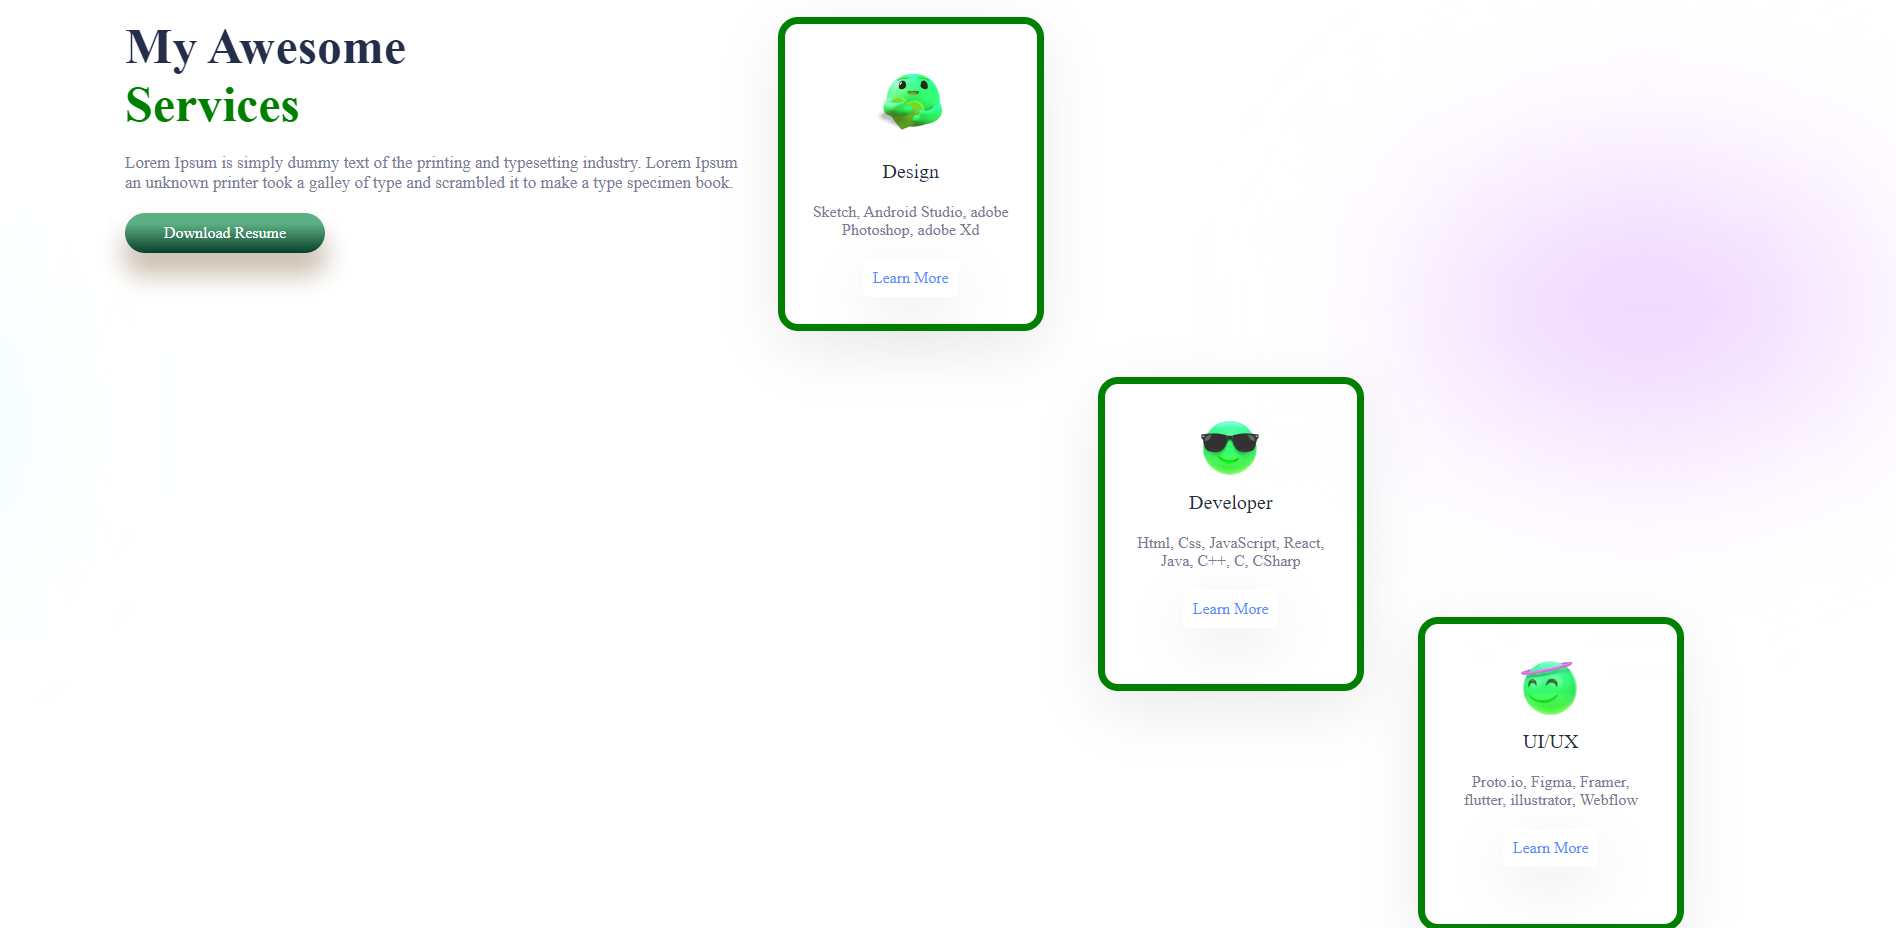 My Awesome
Services
Lorem Ipsum is simply dummy text of the printing and typesetting industry. Lorem Ipsum
an unknown printer took a galley of type and scrambled it to make a type specimen book.
Download Resume
Design
Sketch, Android Studio, adobe
Photoshop, adobe Xd
Learn More
Developer
Html, Css, JavaScript, React,
Java, C++, C, CSharp
Learn More
UI/UX
Proto.io, Figma, Framer,
flutter, illustrator, Webflow
Learn More